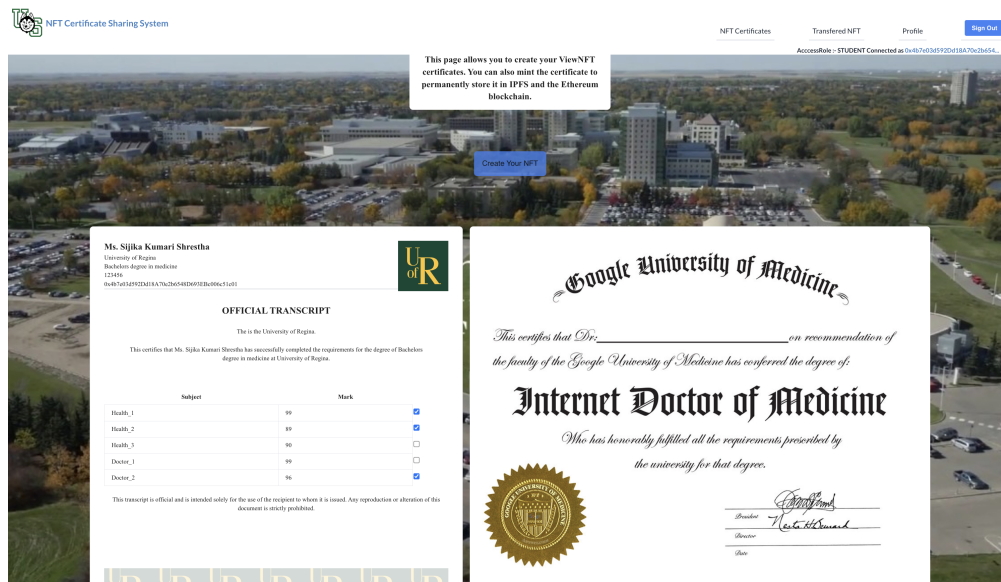 NFT Certificate Sharing System
NFT Certificates
Transfered NFT
Profile
Sign Out
AcccessRole :- STUDENT Connected as 0x4b7e03d592Dd18A70e2b654...
This page allows you to create your ViewNFT
certificates. You can also mint the certificate to
permanently store it in IPFS and the Ethereum
blockchain.
Create Your NFT
Ms. Sijika Kumari Shrestha
University of Regina
Bachelors degree in medicine
123456
0x4b7e03d592Dd18A70c2b6548D693EBc006c51c01
U
of R
OFFICIAL TRANSCRIPT
The is the University of Regina.
This certifies that Ms. Sijika Kumari Shrestha has successfully completed the requirements for the degree of Bachelors
degree in medicine at University of Regina.
Subject Mark
Health_1 99
Health_2 89
Health_3 90
Doctor_1 99
Doctor_2 96
This transcript is official and is intended solely for the use of the recipient to whom it is issued. Any reproduction or alteration of this
document is strictly prohibited.
Google University of Medicine
This certifies that Dr: on recommendation of
the faculty of the Google University of Medicine has conferred the degree of:
Internet Doctor of Medicine
Who has honorably fulfilled all the requirements prescribed by
the university for that degree.
GOOGLE UNIVERSITY OF MEDICINE
President
Director
Date